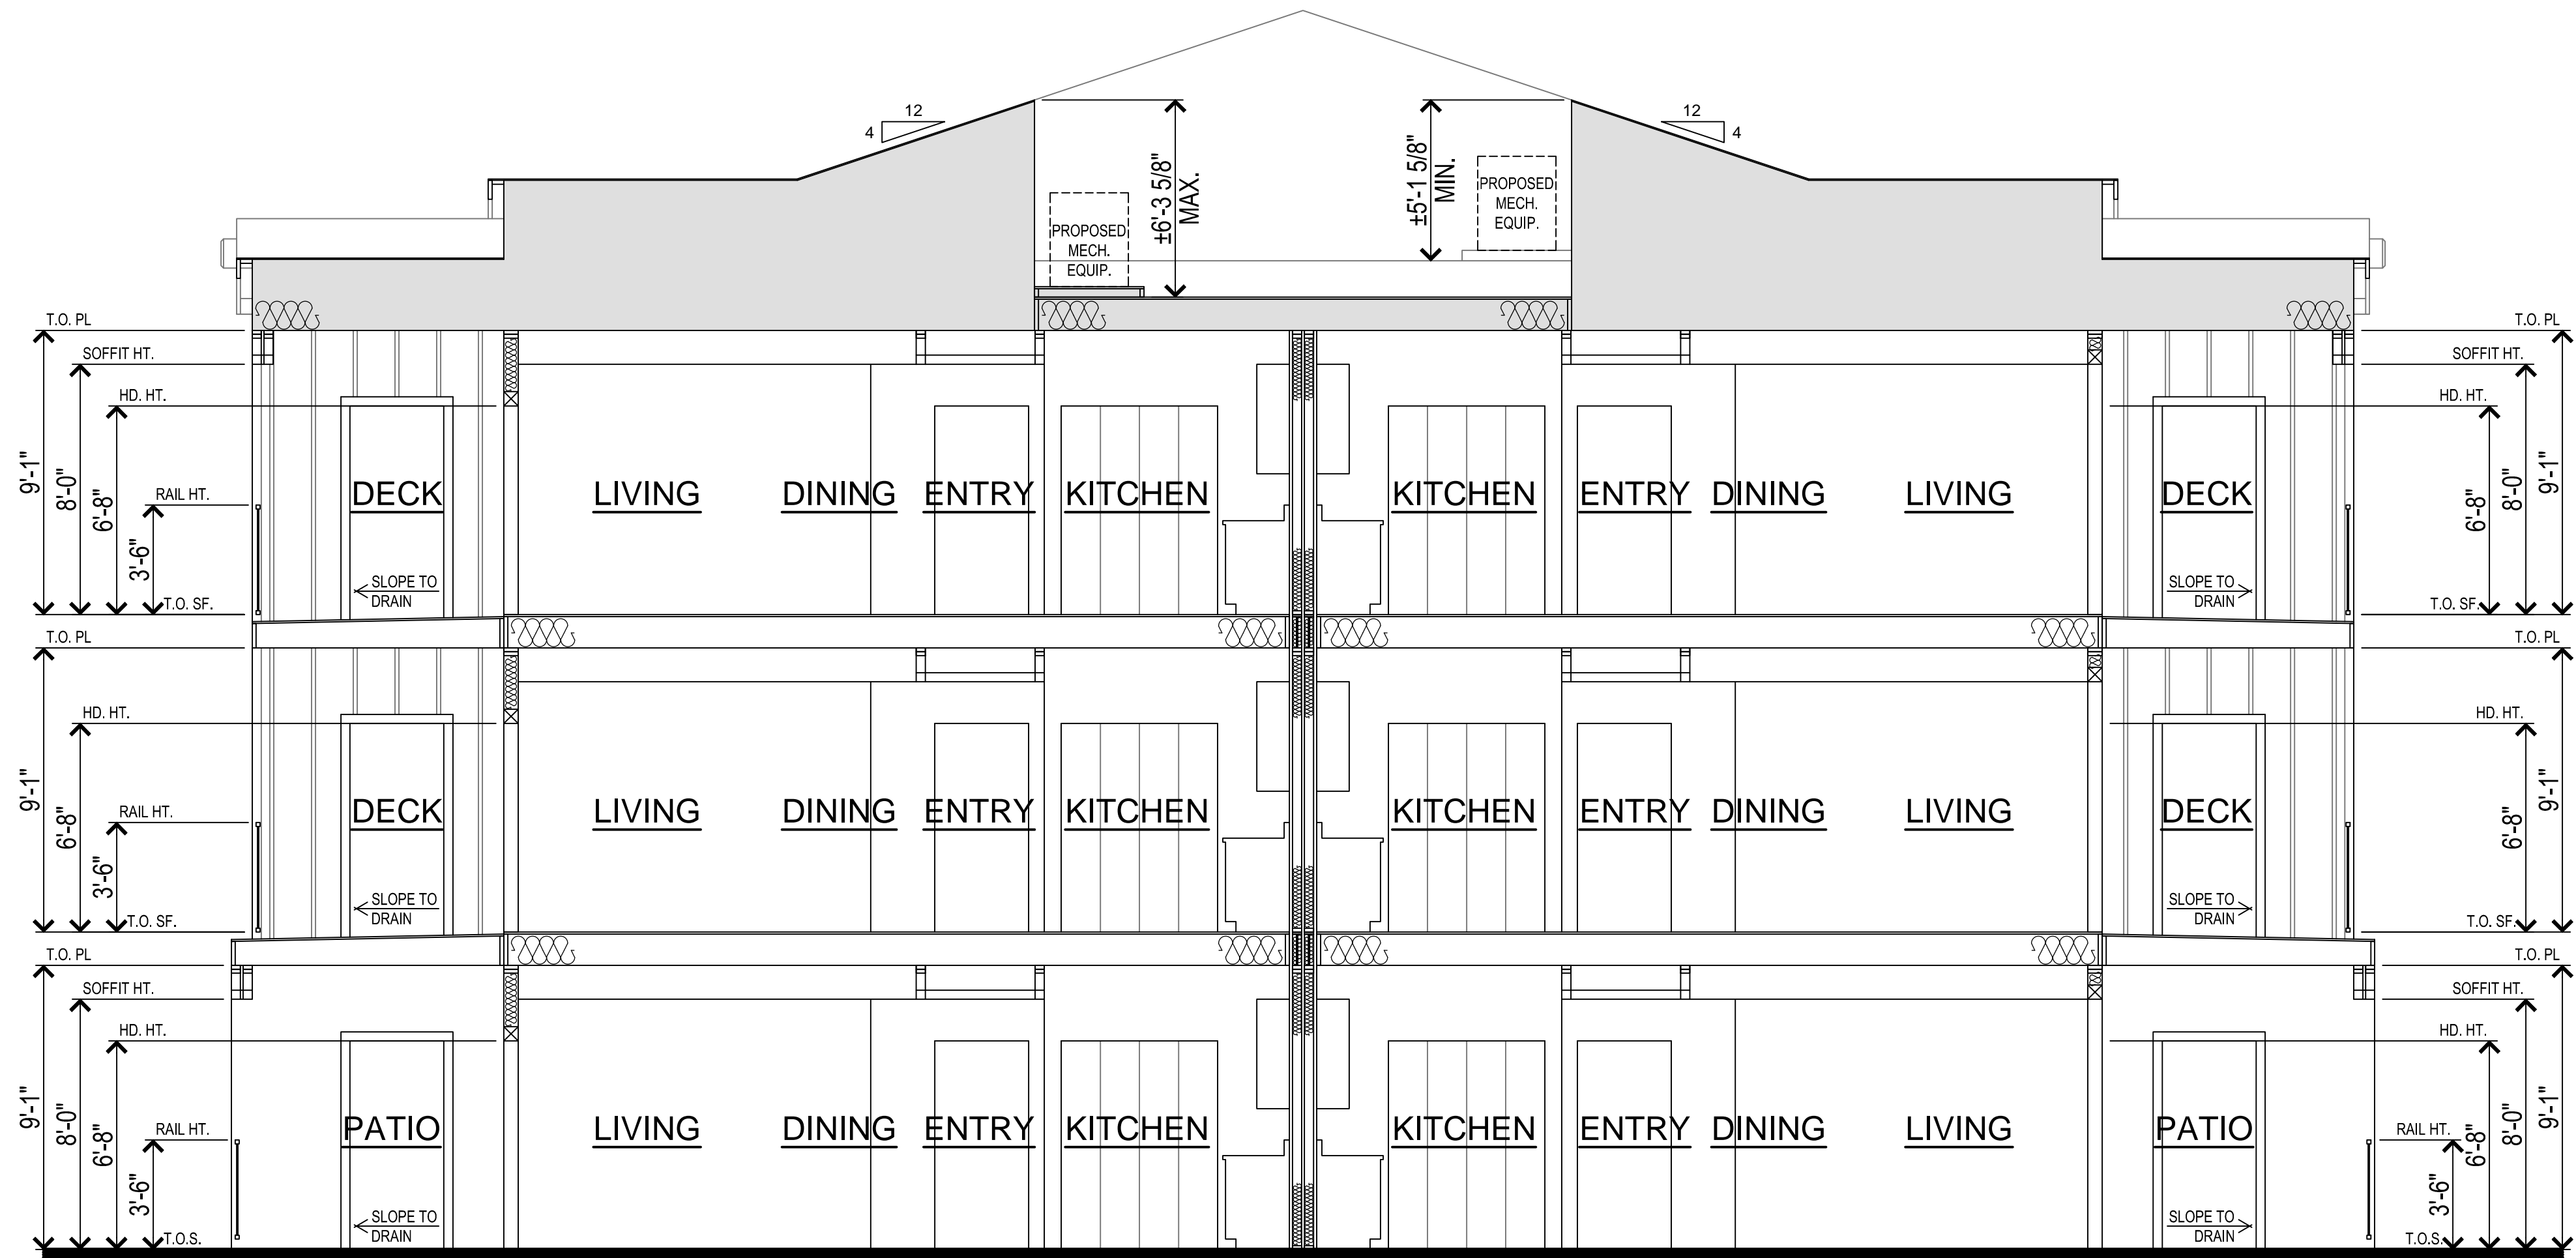 12
4
12
4
±6'-3 5/8"
MAX.
±5'-1 5/8"
MIN.
PROPOSED
MECH.
EQUIP.
PROPOSED
MECH.
EQUIP.
T.O. PL
SOFFIT HT.
HD. HT.
RAIL HT.
T.O. SF.
9'-1"
8'-0"
6'-8"
3'-6"
DECK
LIVING
DINING
ENTRY
KITCHEN
KITCHEN
ENTRY
DINING
LIVING
DECK
SLOPE TO
DRAIN
SLOPE TO
DRAIN
T.O. PL
SOFFIT HT.
HD. HT.
T.O. SF.
6'-8"
8'-0"
9'-1"
T.O. PL
HD. HT.
RAIL HT.
T.O. SF.
9'-1"
6'-8"
3'-6"
DECK
LIVING
DINING
ENTRY
KITCHEN
KITCHEN
ENTRY
DINING
LIVING
DECK
SLOPE TO
DRAIN
SLOPE TO
DRAIN
T.O. PL
HD. HT.
T.O. SF.
6'-8"
9'-1"
T.O. PL
SOFFIT HT.
HD. HT.
RAIL HT.
T.O.S.
9'-1"
8'-0"
6'-8"
3'-6"
PATIO
LIVING
DINING
ENTRY
KITCHEN
KITCHEN
ENTRY
DINING
LIVING
PATIO
SLOPE TO
DRAIN
SLOPE TO
DRAIN
T.O. PL
SOFFIT HT.
HD. HT.
RAIL HT.
T.O.S.
3'-6"
6'-8"
8'-0"
9'-1"